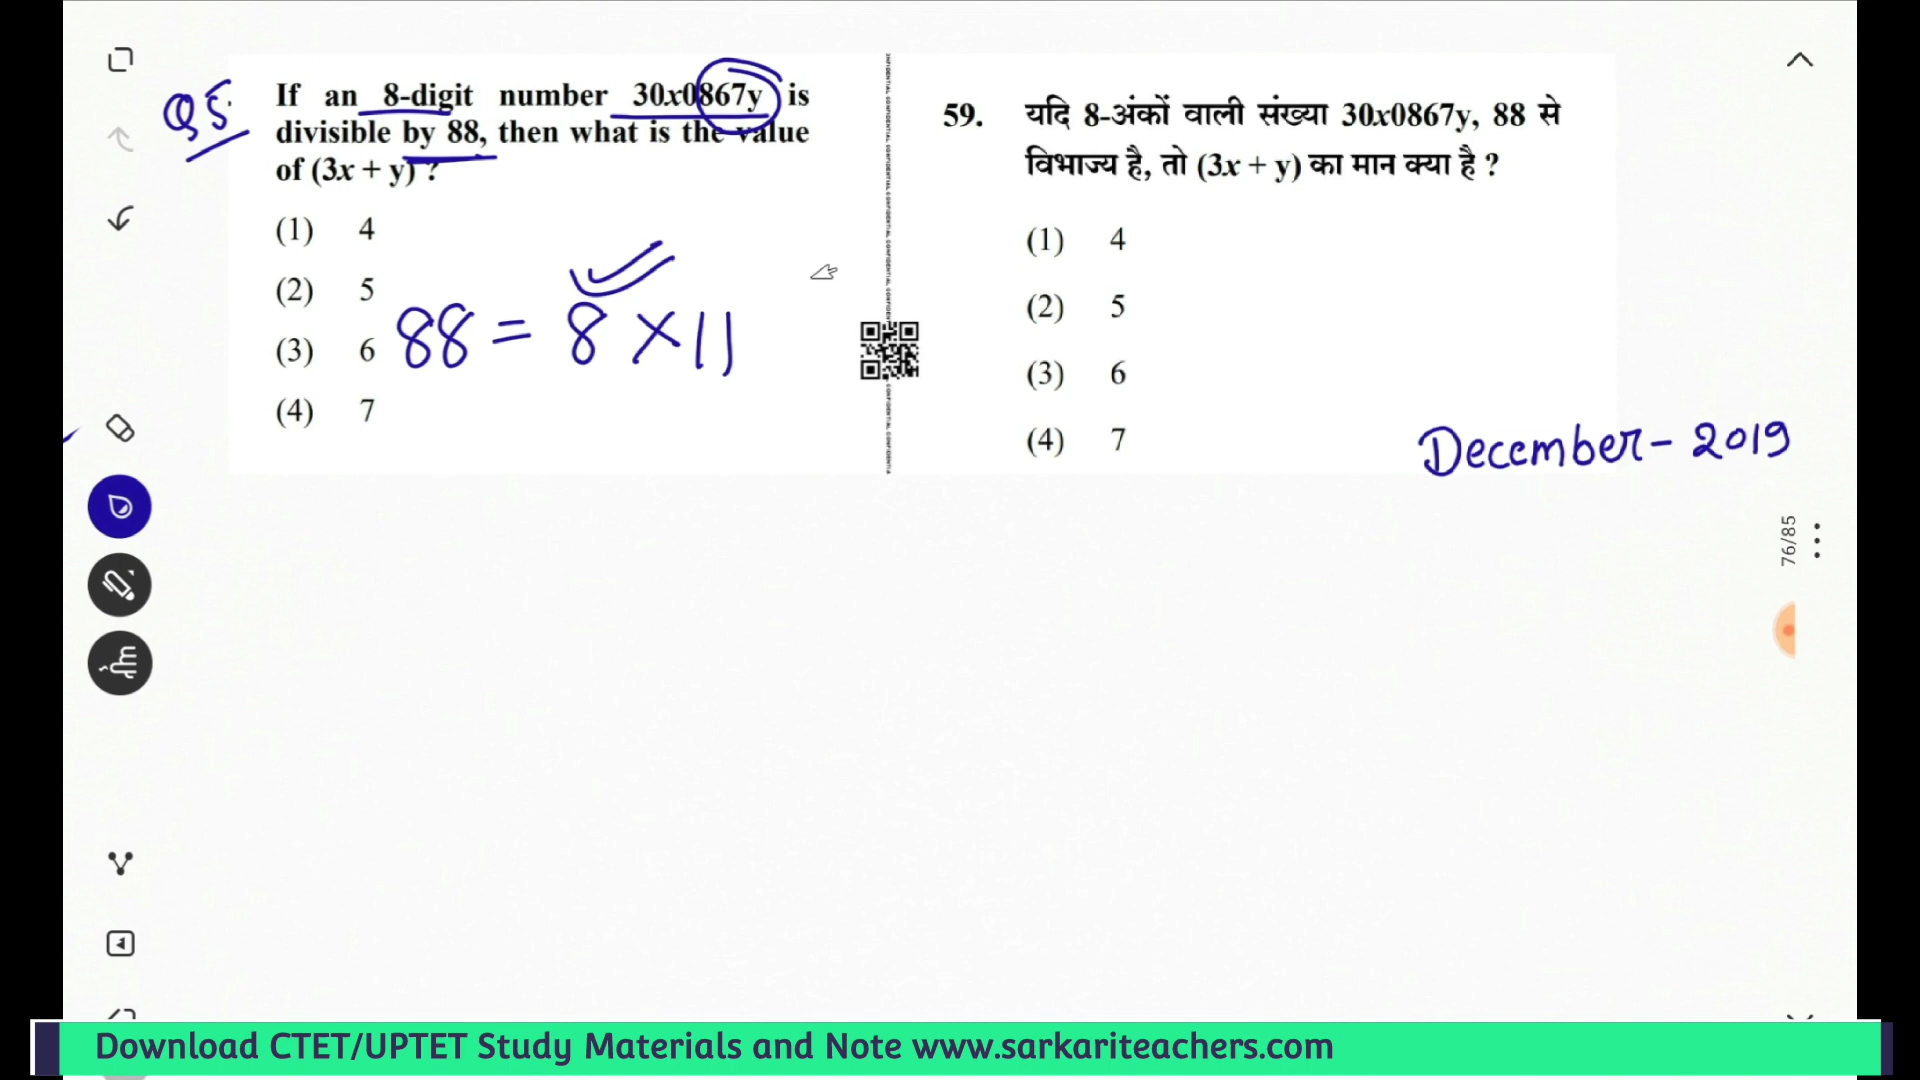 Q5.
If an 8-digit number 30x0867y is
divisible by 88, then what is the value
of (3x + y) ?
(1) 4
(2) 5
(3) 6
(4) 7
88 = 8 × 11
59. यदि 8-अंकों वाली संख्या 30x0867y, 88 से
विभाज्य है, तो (3x + y) का मान क्या है ?
(1) 4
(2) 5
(3) 6
(4) 7
December - 2019
76/85
Download CTET/UPTET Study Materials and Note www.sarkariteachers.com